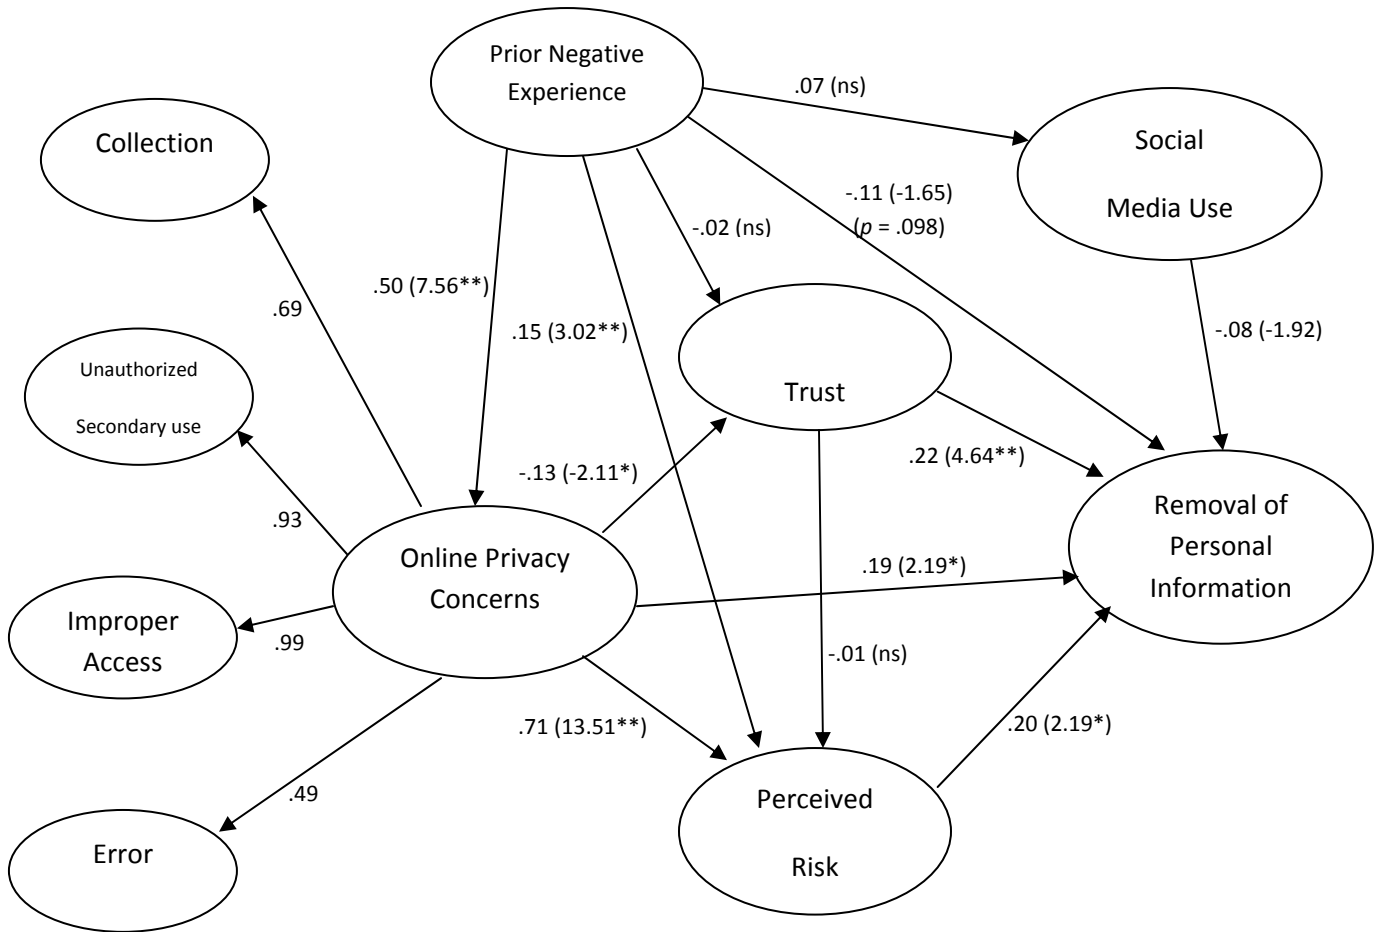 Prior Negative
Experience
.07 (ns)
Collection
Social
Media Use
-.11 (-1.65)
(p = .098)
-.02 (ns)
.50 (7.56**)
.69
.15 (3.02**)
-.08 (-1.92)
Unauthorized
Secondary use
Trust
.22 (4.64**)
-.13 (-2.11*)
.93
Online Privacy
Concerns
Removal of
Personal
Information
.19 (2.19*)
Improper
Access
.99
-.01 (ns)
.71 (13.51**)
.20 (2.19*)
.49
Perceived
Risk
Error